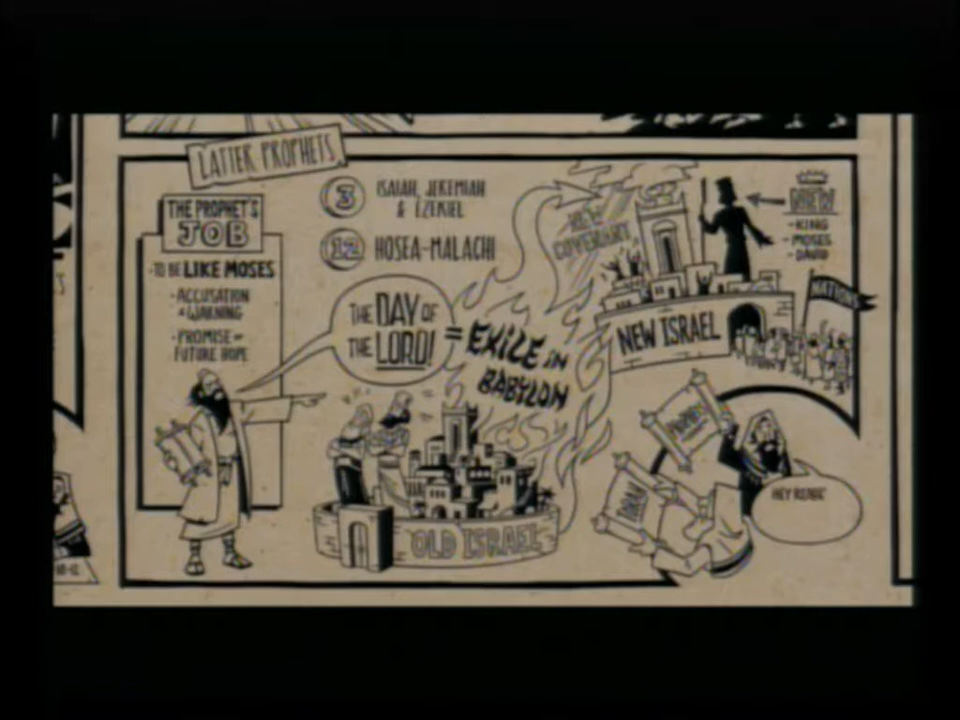 LATTER PROPHETS
THE PROPHET'S
JOB
-TO BE LIKE MOSES
-ACCUSATION
& WARNING
-PROMISE OF
FUTURE HOPE
3 ISAIAH, JEREMIAH
& EZEKIEL
12 HOSEA-MALACHI
THE DAY OF
THE LORD!
= EXILE IN
BABYLON
OLD ISRAEL
NEW
COVENANT
NEW
-KING
-MOSES
-DAVID
NATIONS
NEW ISRAEL
PROPHETS
TORAH